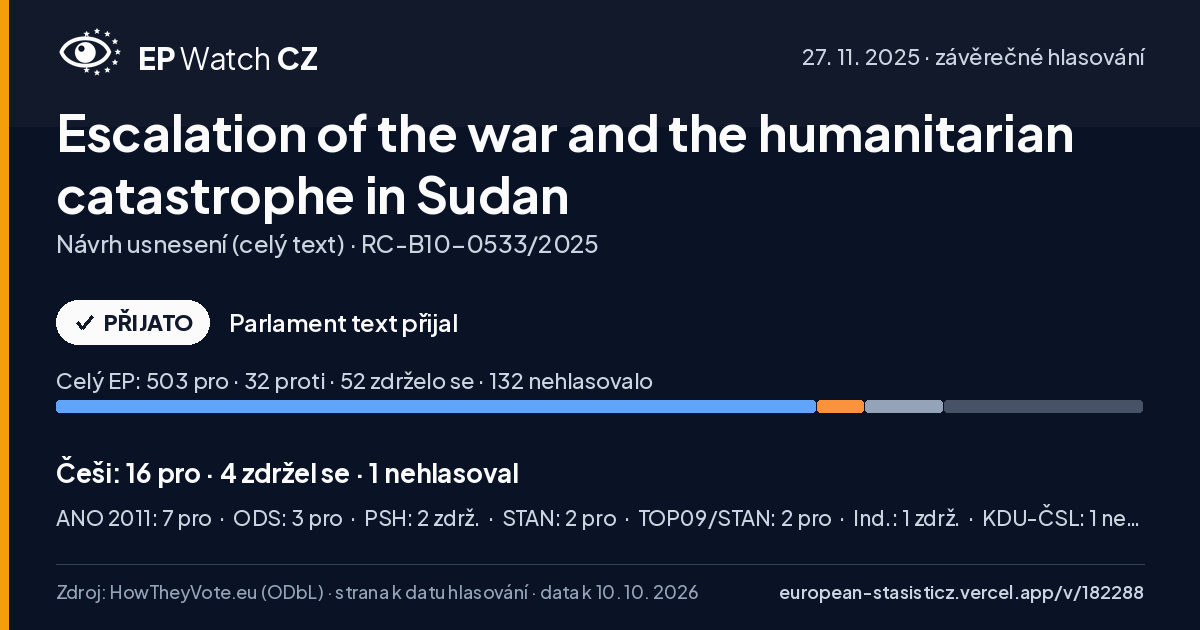 EP Watch CZ
27. 11. 2025 · závěrečné hlasování
Escalation of the war and the humanitarian
catastrophe in Sudan
Návrh usnesení (celý text) · RC-B10-0533/2025
✓ PŘIJATO
Parlament text přijal
Celý EP: 503 pro · 32 proti · 52 zdrželo se · 132 nehlasovalo
Češi: 16 pro · 4 zdržel se · 1 nehlasoval
ANO 2011: 7 pro · ODS: 3 pro · PSH: 2 zdrž. · STAN: 2 pro · TOP09/STAN: 2 pro · Ind.: 1 zdrž. · KDU-ČSL: 1 ne…
Zdroj: HowTheyVote.eu (ODbL) · strana k datu hlasování · data k 10. 10. 2026
european-stasisticz.vercel.app/v/182288